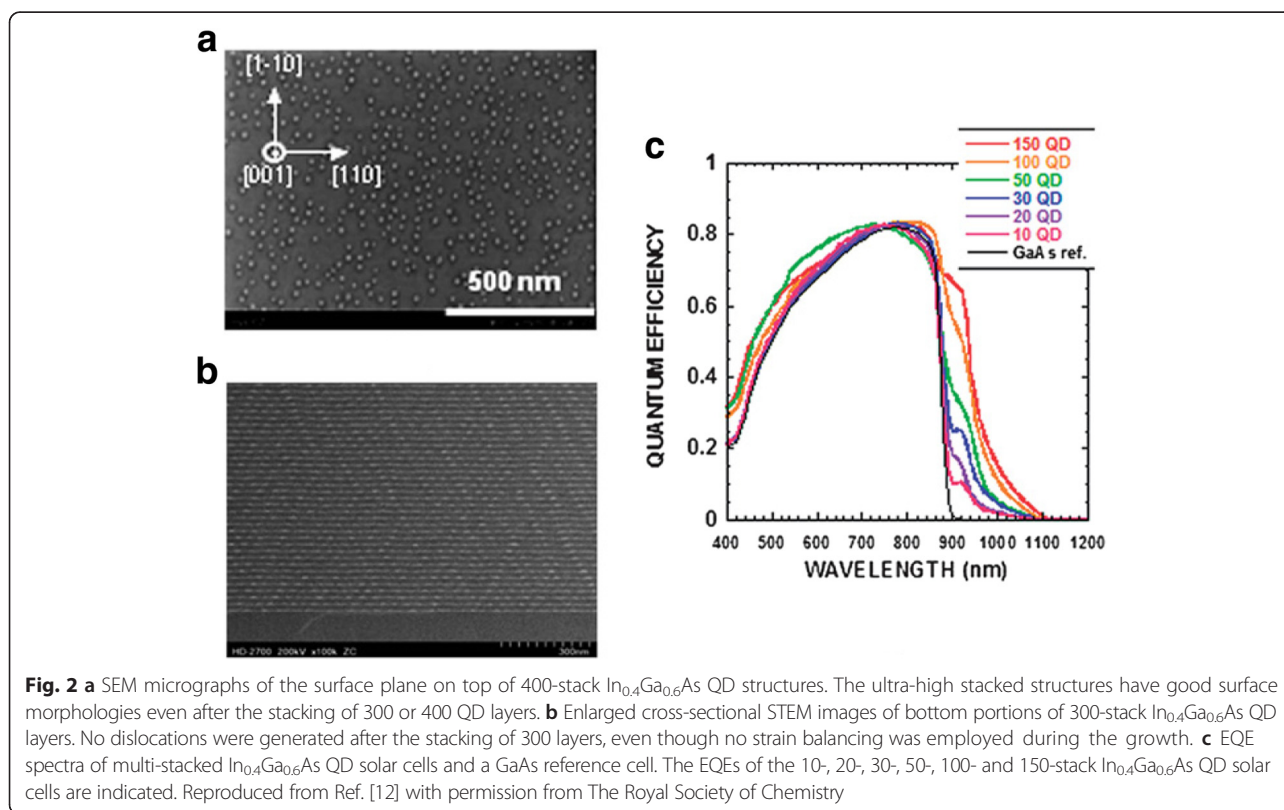 a
[1-10]
[001]
[110]
500 nm
b
HD-2700 200kV x100k ZC
300nm
c
150 QD
100 QD
50 QD
30 QD
20 QD
10 QD
GaAs ref.
QUANTUM EFFICIENCY
1
0.8
0.6
0.4
0.2
0
400 500 600 700 800 900 1000 1100 1200
WAVELENGTH (nm)
Fig. 2 a SEM micrographs of the surface plane on top of 400-stack In₀.₄Ga₀.₆As QD structures. The ultra-high stacked structures have good surface
morphologies even after the stacking of 300 or 400 QD layers. b Enlarged cross-sectional STEM images of bottom portions of 300-stack In₀.₄Ga₀.₆As QD
layers. No dislocations were generated after the stacking of 300 layers, even though no strain balancing was employed during the growth. c EQE
spectra of multi-stacked In₀.₄Ga₀.₆As QD solar cells and a GaAs reference cell. The EQEs of the 10-, 20-, 30-, 50-, 100- and 150-stack In₀.₄Ga₀.₆As QD solar
cells are indicated. Reproduced from Ref. [12] with permission from The Royal Society of Chemistry